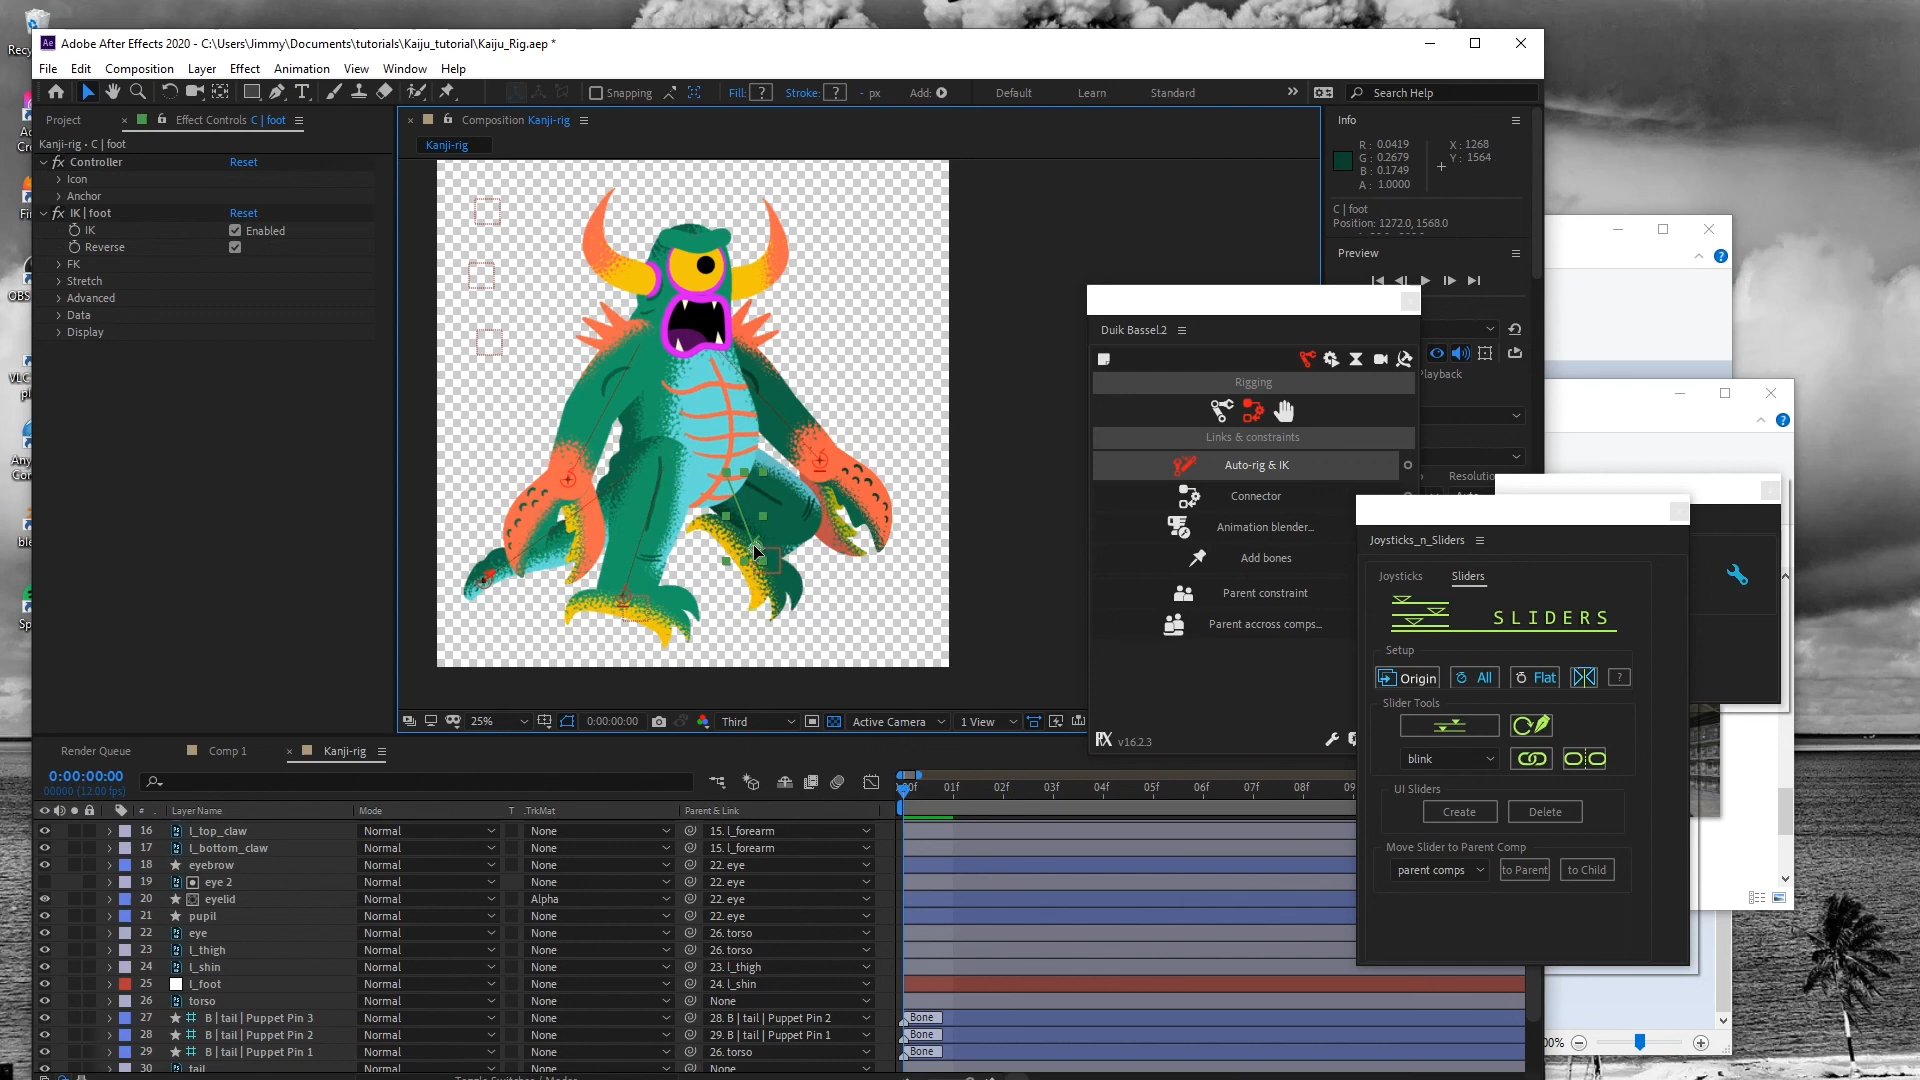 Adobe After Effects 2020 - C:\Users\Jimmy\Documents\tutorials\Kaiju_tutorial\Kaiju_Rig.aep *
File Edit Composition Layer Effect Animation View Window Help
Snapping Fill: ? Stroke: ? - px Add: Default Learn Standard Search Help
Project Effect Controls C | foot
Kanji-rig • C | foot
fx Controller Reset
Icon
Anchor
fx IK | foot Reset
IK Enabled
Reverse
FK
Stretch
Advanced
Data
Display
Composition Kanji-rig
Kanji-rig
Info
R : 0.0419
G : 0.2679
B : 0.1749
A : 1.0000
X : 1268
Y : 1564
C | foot
Position: 1272.0, 1568.0
Preview
Duik Bassel.2
Rigging
Links & constraints
Auto-rig & IK
Connector
Animation blender...
Add bones
Parent constraint
Parent accross comps...
v16.2.3
layback
Resolutio
Joysticks_n_Sliders
Joysticks Sliders
SLIDERS
Setup
Origin All Flat ?
Slider Tools
blink
UI Sliders
Create Delete
Move Slider to Parent Comp
parent comps to Parent to Child
25% 0:00:00:00 Third Active Camera 1 View
Render Queue Comp 1 Kanji-rig
0:00:00:00
00000 (12.00 fps)
# Layer Name Mode T .TrkMat Parent & Link
01f 02f 03f 04f 05f 06f 07f 08f 09
16 l_top_claw Normal None 15. l_forearm
17 l_bottom_claw Normal None 15. l_forearm
18 eyebrow Normal None 22. eye
19 eye 2 Normal None 22. eye
20 eyelid Normal Alpha 22. eye
21 pupil Normal None 22. eye
22 eye Normal None 26. torso
23 l_thigh Normal None 26. torso
24 l_shin Normal None 23. l_thigh
25 l_foot Normal None 24. l_shin
26 torso Normal None None
27 B | tail | Puppet Pin 3 Normal None 28. B | tail | Puppet Pin 2 Bone
28 B | tail | Puppet Pin 2 Normal None 29. B | tail | Puppet Pin 1 Bone
29 B | tail | Puppet Pin 1 Normal None 26. torso Bone
30 tail Normal None None